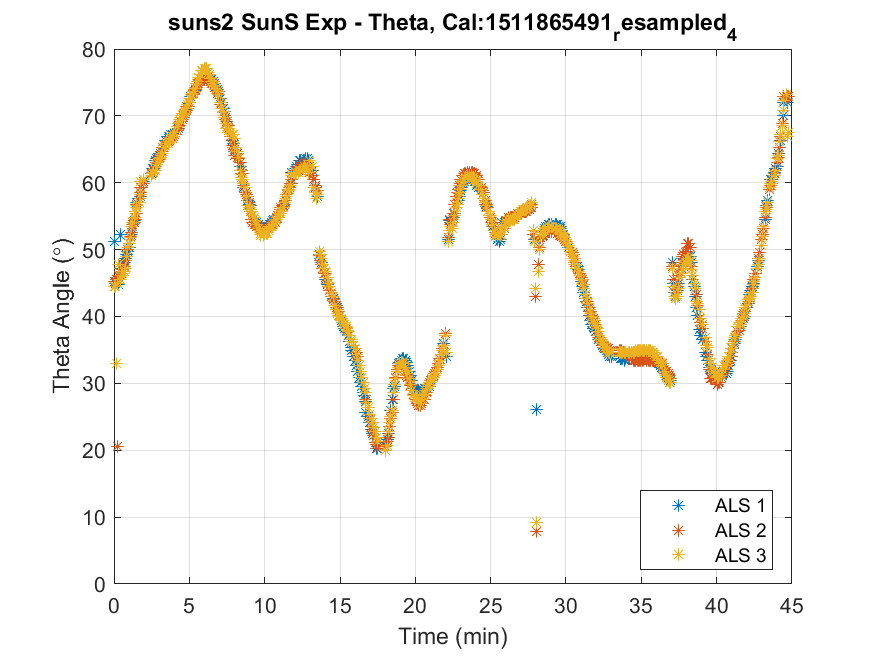 suns2 SunS Exp - Theta, Cal:1511865491resampled4
80
70
60
50
40
30
20
10
0
Theta Angle (°)
0 5 10 15 20 25 30 35 40 45
Time (min)
ALS 1
ALS 2
ALS 3